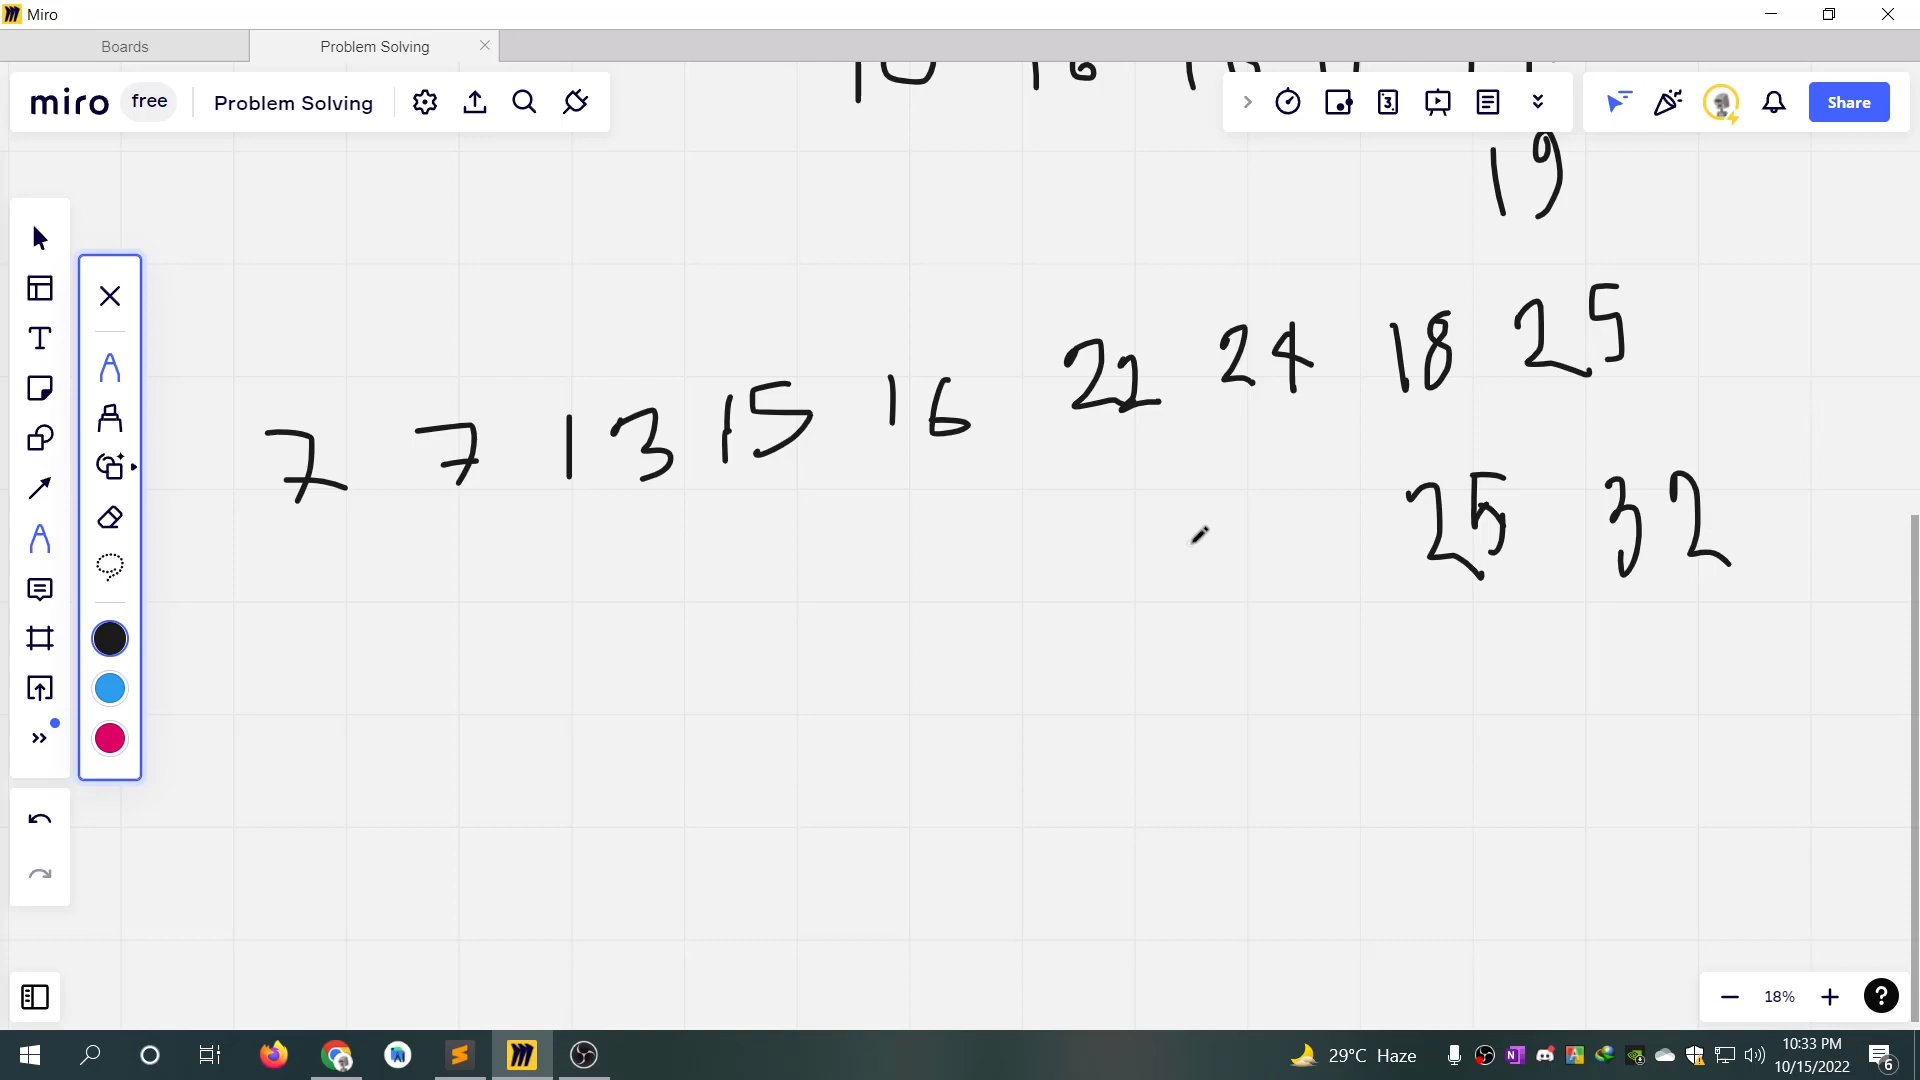 Miro
Boards
Problem Solving
miro
free
Problem Solving
Share
19
7 7 13 15 16 22 24 18 25
25 32
18%
29°C Haze
10:33 PM
10/15/2022
6